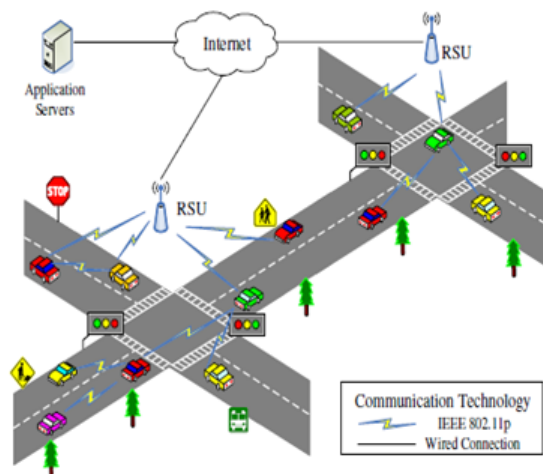 Internet
Application
Servers
RSU
STOP
RSU
Communication Technology
IEEE 802.11p
Wired Connection